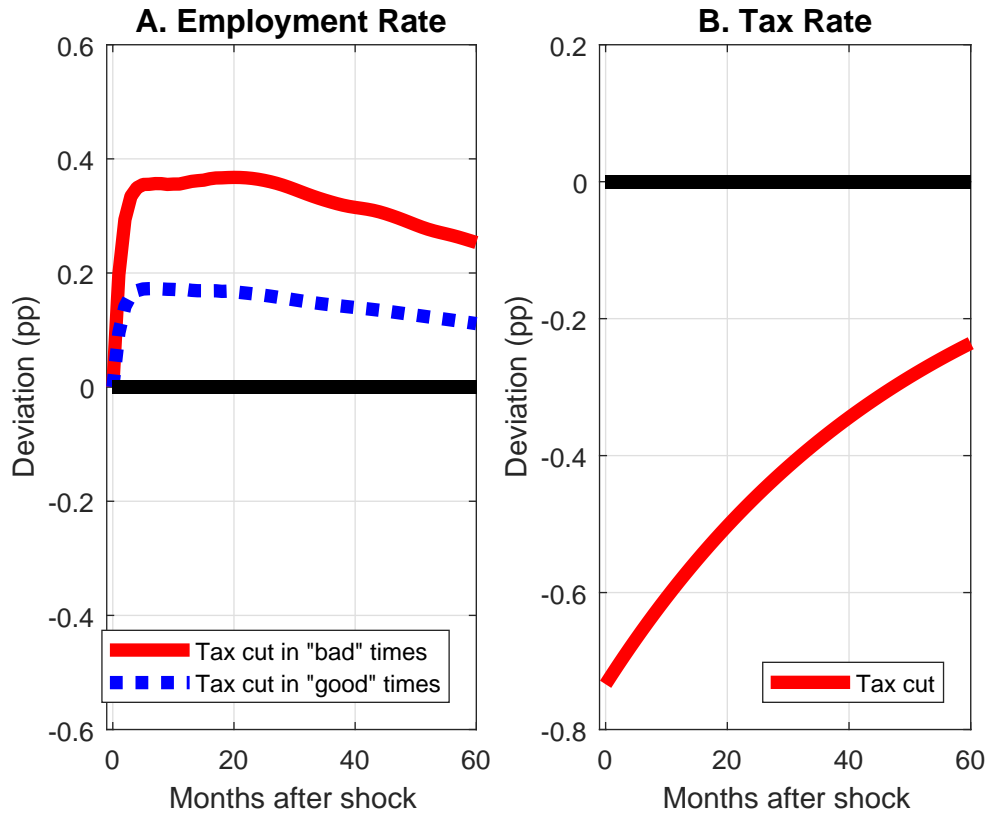 A. Employment Rate
0.6
0.4
0.2
0
-0.2
-0.4
-0.6
Deviation (pp)
0
20
40
60
Months after shock
Tax cut in "bad" times
Tax cut in "good" times
B. Tax Rate
0.2
0
-0.2
-0.4
-0.6
-0.8
Deviation (pp)
0
20
40
60
Months after shock
Tax cut